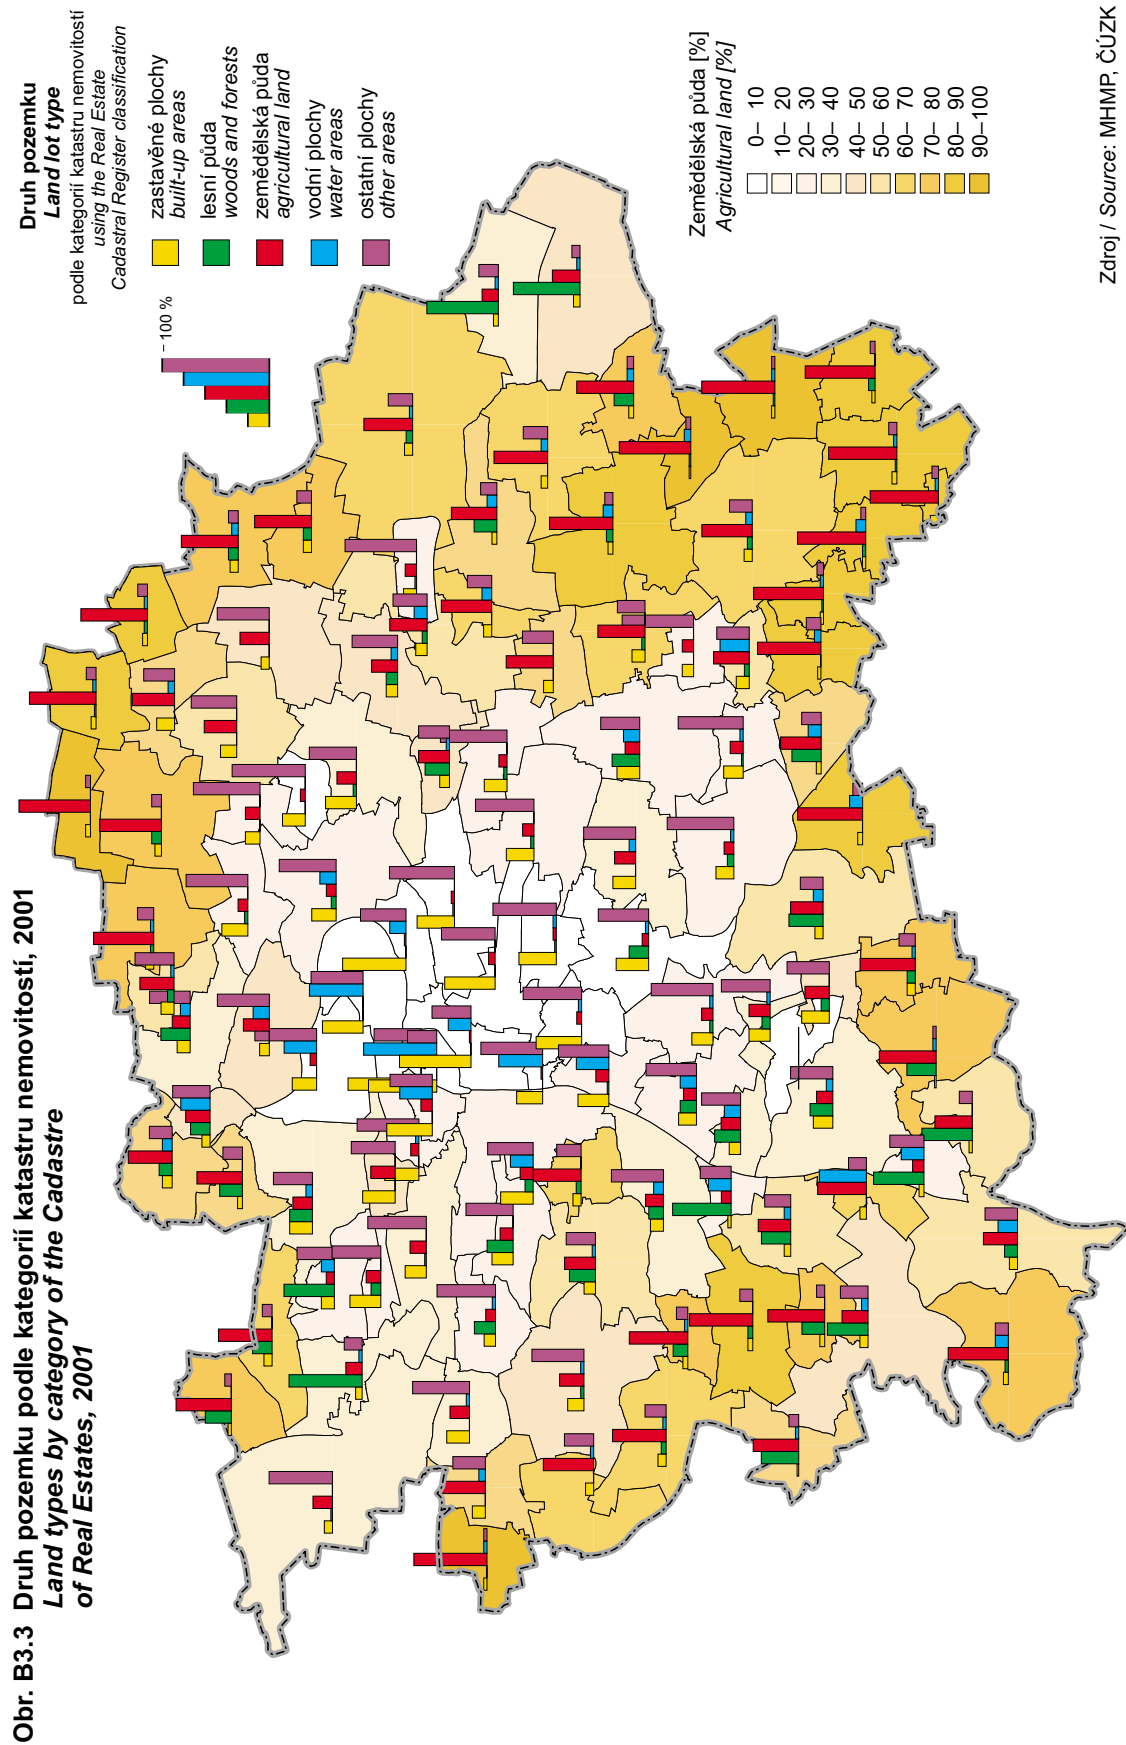 Obr. B3.3 Druh pozemku podle kategorií katastru nemovitostí, 2001
Land types by category of the Cadastre
of Real Estates, 2001
Druh pozemku
Land lot type
podle kategorií katastru nemovitostí
using the Real Estate
Cadastral Register classification
– 100 %
zastavěné plochy
built-up areas
lesní půda
woods and forests
zemědělská půda
agricultural land
vodní plochy
water areas
ostatní plochy
other areas
Zemědělská půda [%]
Agricultural land [%]
0– 10
10– 20
20– 30
30– 40
40– 50
50– 60
60– 70
70– 80
80– 90
90–100
Zdroj / Source: MHMP, ČÚZK